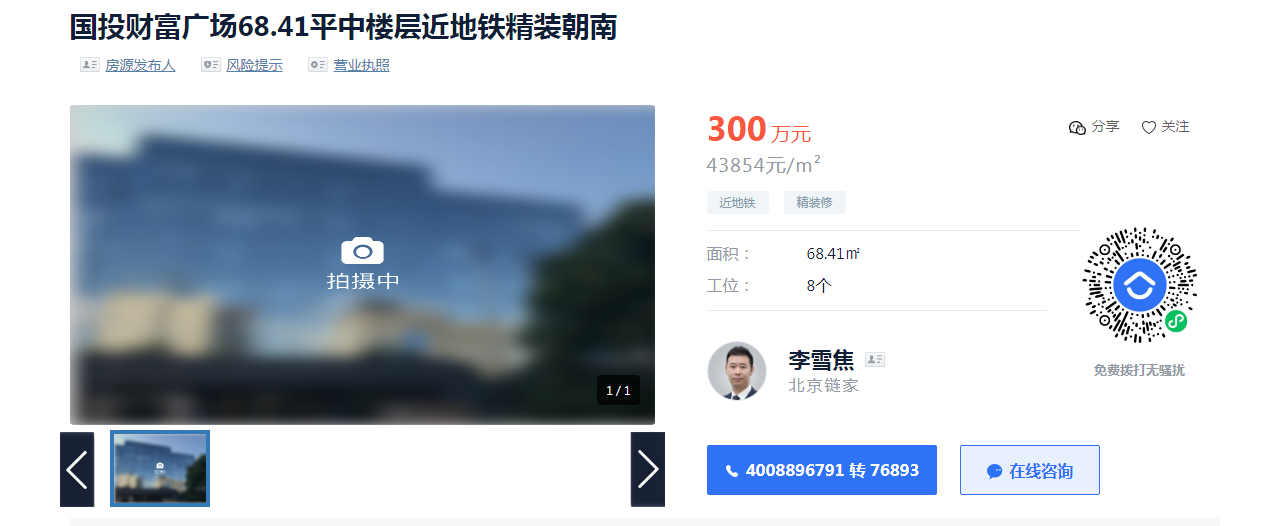 国投财富广场68.41平中楼层近地铁精装朝南
房源发布人 风险提示 营业执照
300 万元
分享 关注
43854元/m²
近地铁 精装修
面积： 68.41㎡
工位： 8个
拍摄中
1 / 1
李雪焦
北京链家
免费拨打无骚扰
4008896791 转 76893
在线咨询